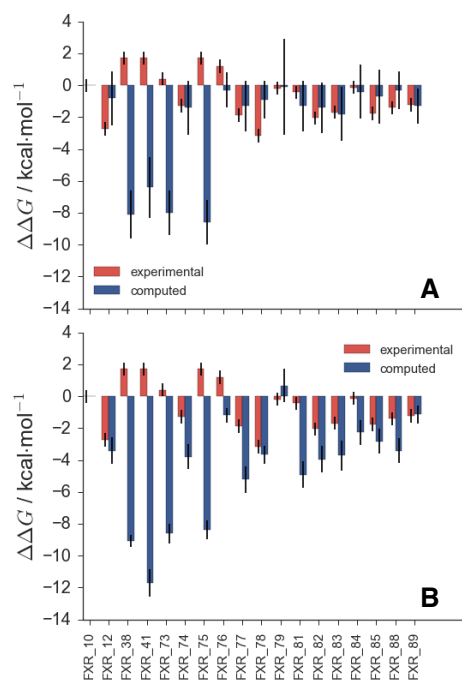 4
2
0
−2
−4
−6
−8
−10
−12
−14
ΔΔG / kcal·mol⁻¹
experimental
computed
A
4
2
0
−2
−4
−6
−8
−10
−12
−14
ΔΔG / kcal·mol⁻¹
experimental
computed
B
FXR_10
FXR_12
FXR_38
FXR_41
FXR_73
FXR_74
FXR_75
FXR_76
FXR_77
FXR_78
FXR_79
FXR_81
FXR_82
FXR_83
FXR_84
FXR_85
FXR_88
FXR_89